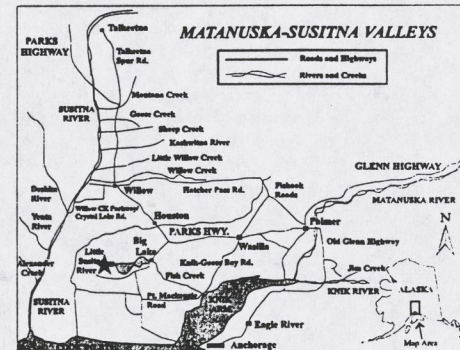 MATANUSKA-SUSITNA VALLEYS
Roads and Highways
Rivers and Creeks
PARKS
HIGHWAY
Talkeetna
Talkeetna
Spur Rd.
SUSITNA
RIVER
Montana Creek
Goose Creek
Sheep Creek
Kashwitna River
Little Willow Creek
Willow Creek
Willow
Hatcher Pass Rd.
Deshka
River
Willow CK Parkway/
Crystal Lake Rd.
Yentna
River
GLENN HIGHWAY
MATANUSKA RIVER
Fishook
Roads
Houston
PARKS HWY.
Palmer
Wasilla
Old Glenn Highway
N
Big
Lake
Little
Susitna
River
Alexander
Creek
Knik-Goose Bay Rd.
Fish Creek
Jim Creek
KNIK RIVER
ALASKA
SUSITNA
RIVER
Pt. Mackenzie
Road
KNIK
ARM
Eagle River
Anchorage
Map Area